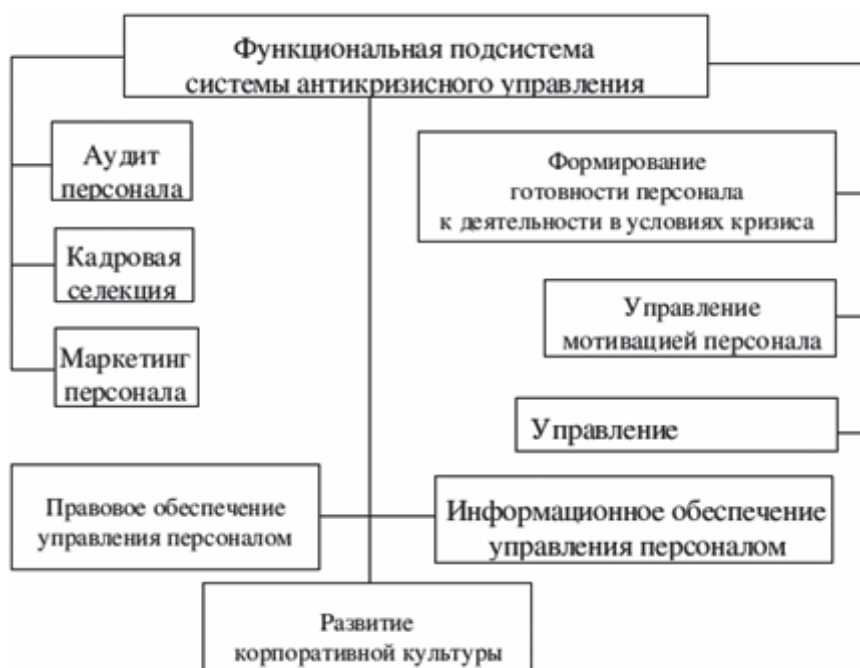 Функциональная подсистема
системы антикризисного управления
Аудит
персонала
Кадровая
селекция
Маркетинг
персонала
Формирование
готовности персонала
к деятельности в условиях кризиса
Управление
мотивацией персонала
Управление
Правовое обеспечение
управления персоналом
Информационное обеспечение
управления персоналом
Развитие
корпоративной культуры